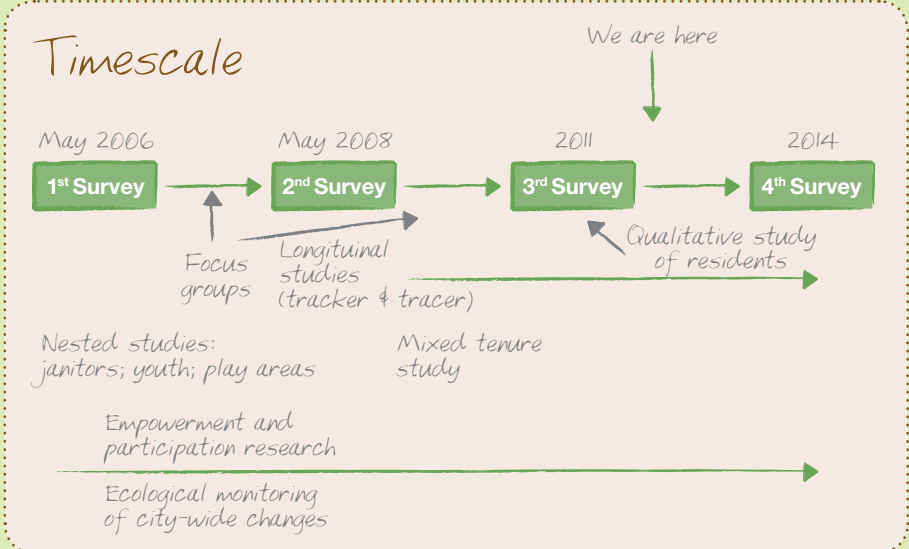 Timescale
We are here
May 2006
May 2008
2011
2014
1st Survey
2nd Survey
3rd Survey
4th Survey
Focus
groups
Longituinal
studies
(tracker & tracer)
Qualitative study
of residents
Nested studies:
janitors; youth; play areas
Mixed tenure
study
Empowerment and
participation research
Ecological monitoring
of city-wide changes